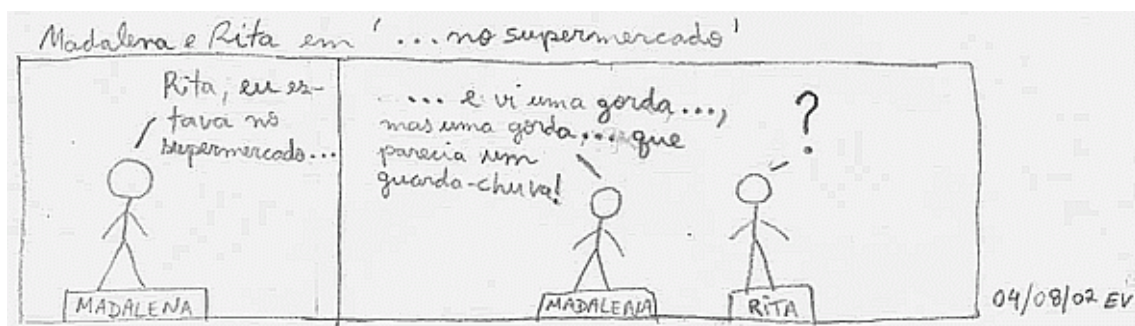 Madalena e Rita em '...no supermercado'
Rita, eu es-
tava no
supermercado...
MADALENA
... e vi uma gorda...,
mas uma gorda,... que
parecia um
guarda-chuva!
?
MADALENA
RITA
04/08/02 EV